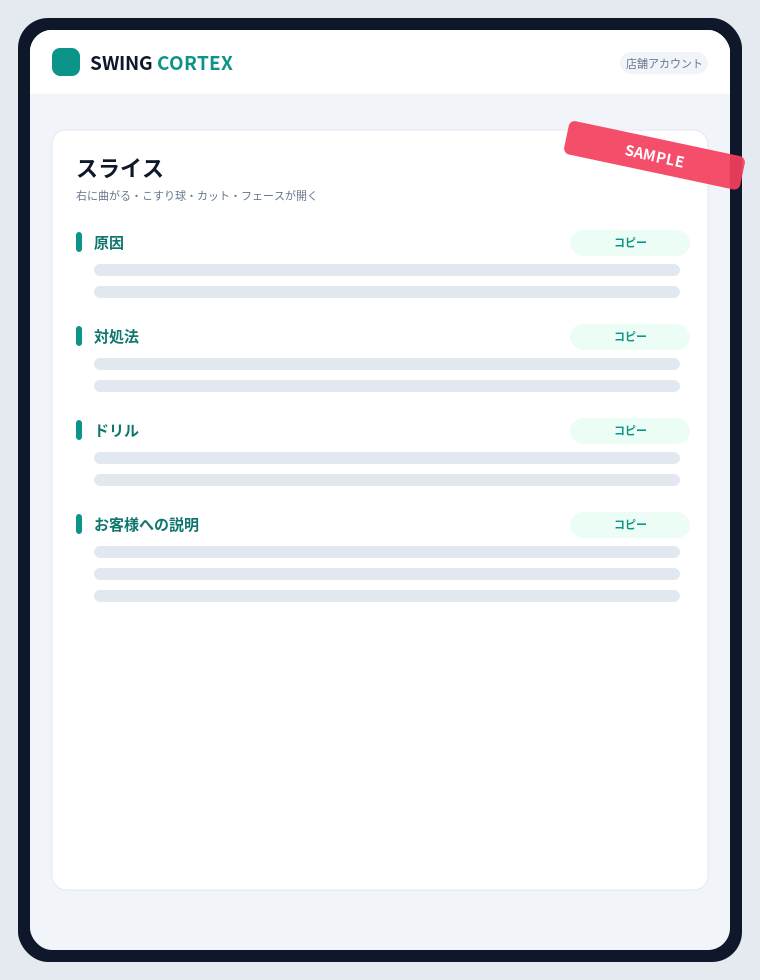 SWING CORTEX
店舗アカウント
SAMPLE
スライス
右に曲がる・こすり球・カット・フェースが開く
原因
コピー
対処法
コピー
ドリル
コピー
お客様への説明
コピー